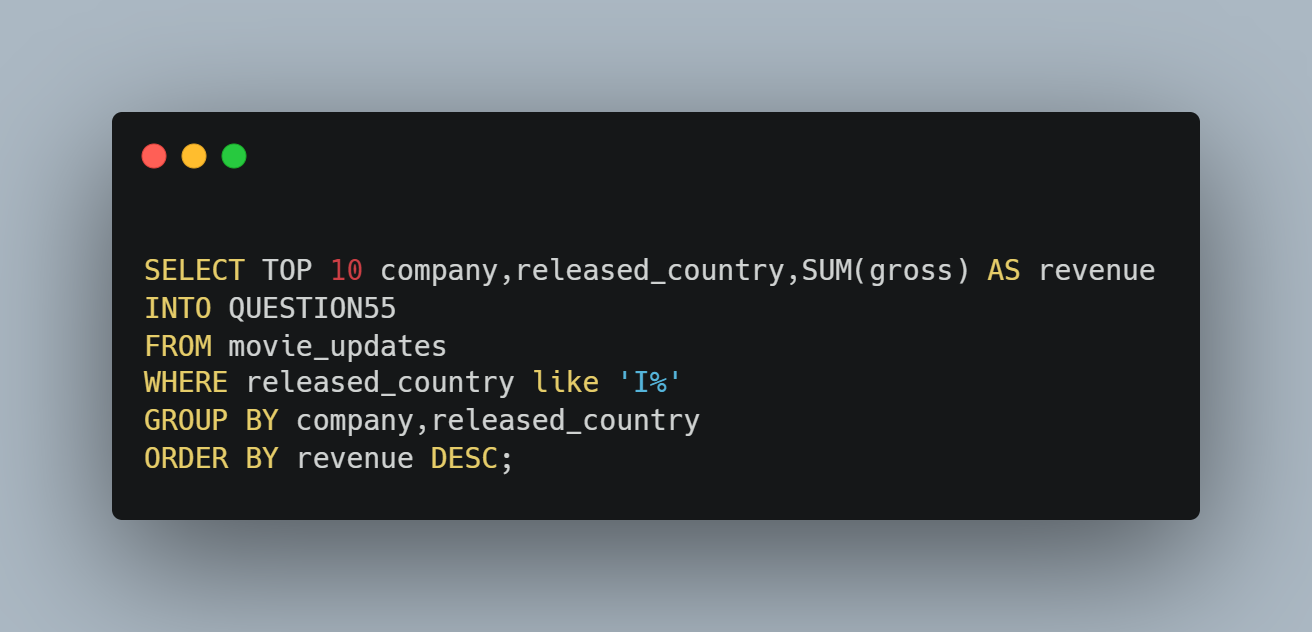 SELECT TOP 10 company,released_country,SUM(gross) AS revenue
INTO QUESTION55
FROM movie_updates
WHERE released_country like 'I%'
GROUP BY company,released_country
ORDER BY revenue DESC;